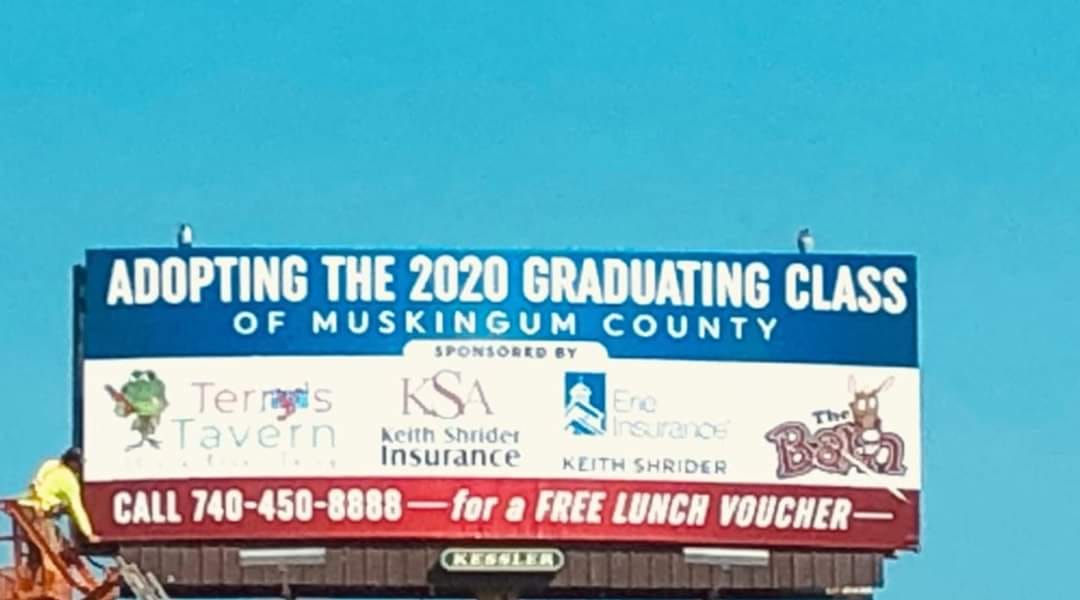 ADOPTING THE 2020 GRADUATING CLASS
OF MUSKINGUM COUNTY
SPONSORED BY
Tavern
KSA
Keith Shrider
Insurance
Erie
Insurance
KEITH SHRIDER
The
Barn
CALL 740-450-8888 — for a FREE LUNCH VOUCHER —
KESSLER